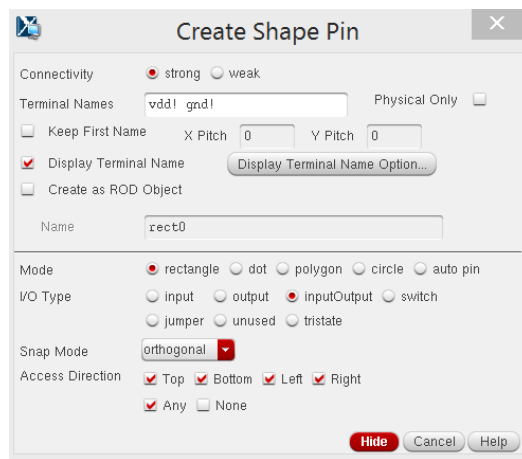 Create Shape Pin
Connectivity strong weak
Terminal Names vdd! gnd! Physical Only
Keep First Name X Pitch 0 Y Pitch 0
Display Terminal Name Display Terminal Name Option...
Create as ROD Object
Name rect0
Mode rectangle dot polygon circle auto pin
I/O Type input output inputOutput switch
jumper unused tristate
Snap Mode orthogonal
Access Direction Top Bottom Left Right
Any None
Hide Cancel Help